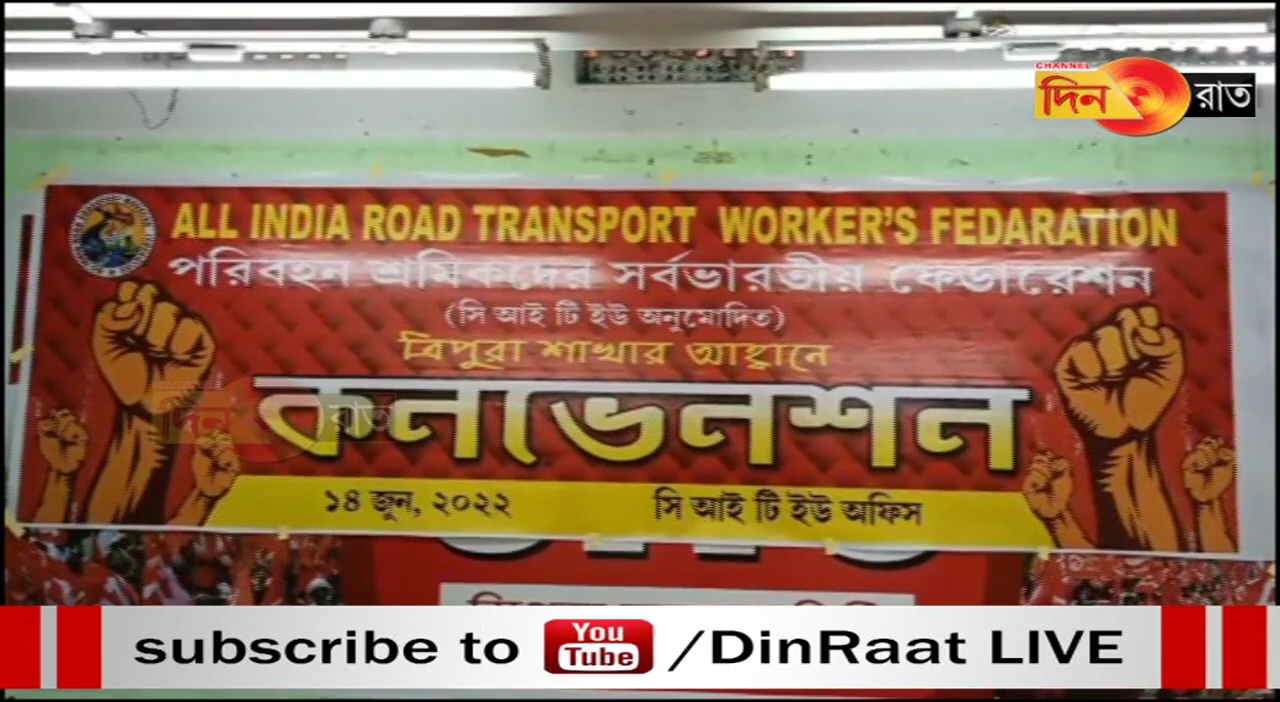 CHANNEL
দিন রাত
ALL INDIA ROAD TRANSPORT WORKER'S FEDARATION
পরিবহন শ্রমিকদের সর্বভারতীয় ফেডারেশন
(সি আই টি ইউ অনুমোদিত)
ত্রিপুরা শাখার আহ্বানে
দিন রাত
কনভেনশন
১৪ জুন, ২০২২ সি আই টি ইউ অফিস
subscribe to You Tube /DinRaat LIVE